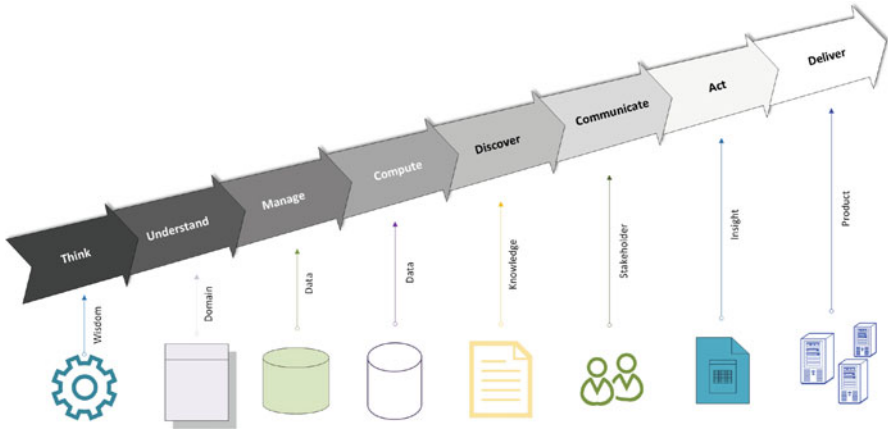 Think
Understand
Manage
Compute
Discover
Communicate
Act
Deliver
Wisdom
Domain
Data
Data
Knowledge
Stakeholder
Insight
Product